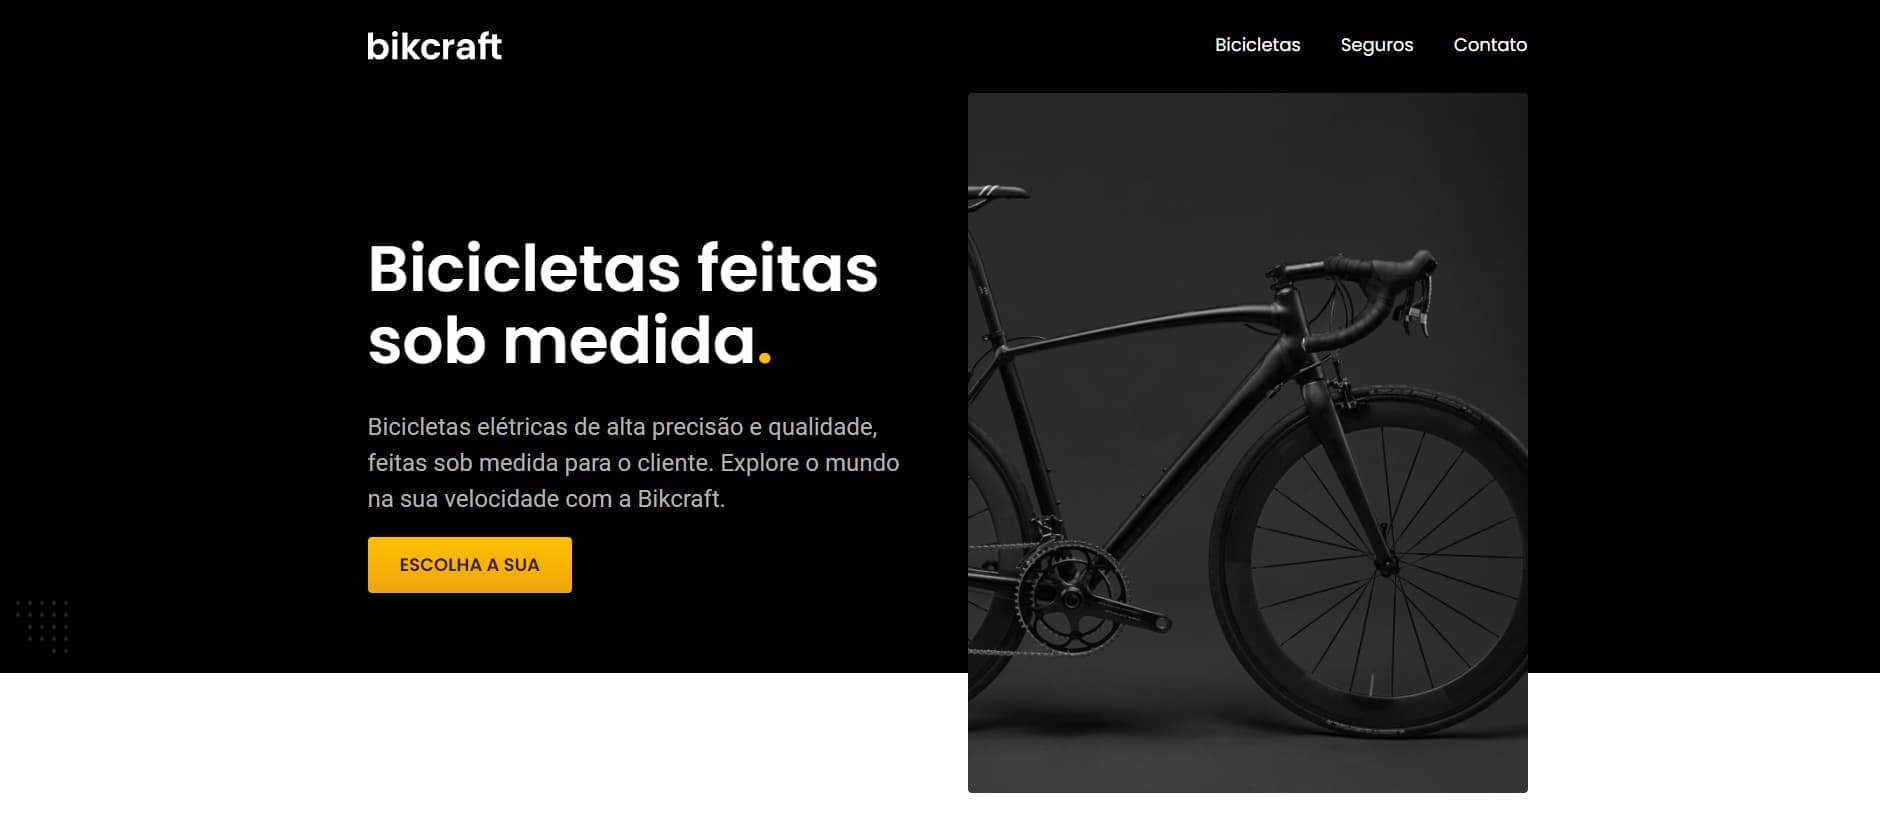 bikcraft
Bicicletas Seguros Contato
Bicicletas feitas
sob medida.
Bicicletas elétricas de alta precisão e qualidade,
feitas sob medida para o cliente. Explore o mundo
na sua velocidade com a Bikcraft.
ESCOLHA A SUA